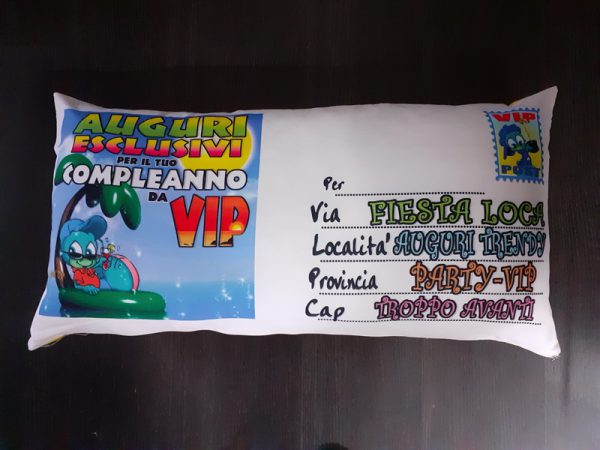 AUGURI
ESCLUSIVI
PER IL TUO
COMPLEANNO
DA
VIP
VIP
POST
Per
Via FIESTA LOCA
Localita' AUGURI TRENDY
Provincia PARTY-VIP
Cap TROPPO AVANTI